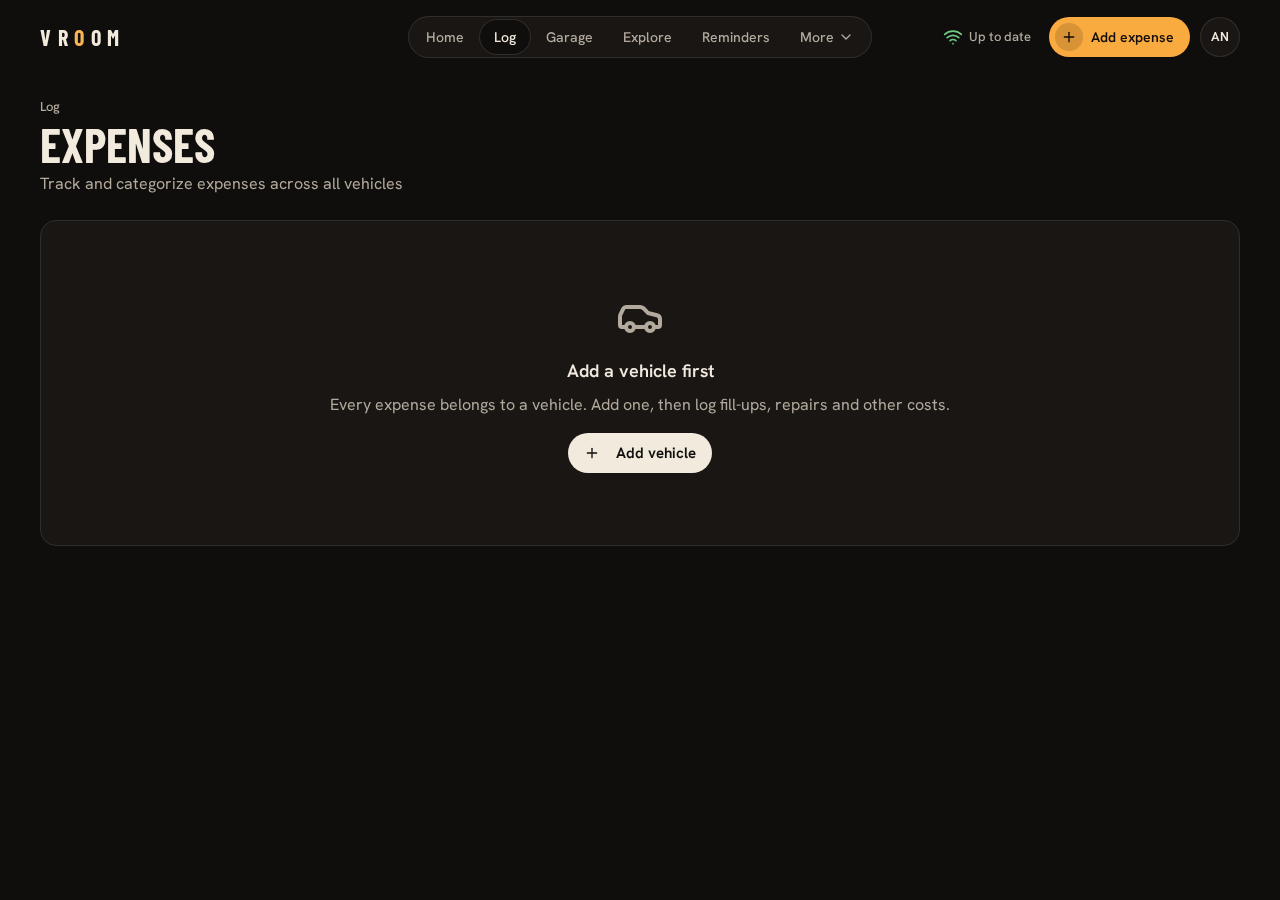 VROOM
Home Log Garage Explore Reminders More
Up to date
Add expense
AN
Log
EXPENSES
Track and categorize expenses across all vehicles
Add a vehicle first
Every expense belongs to a vehicle. Add one, then log fill-ups, repairs and other costs.
Add vehicle